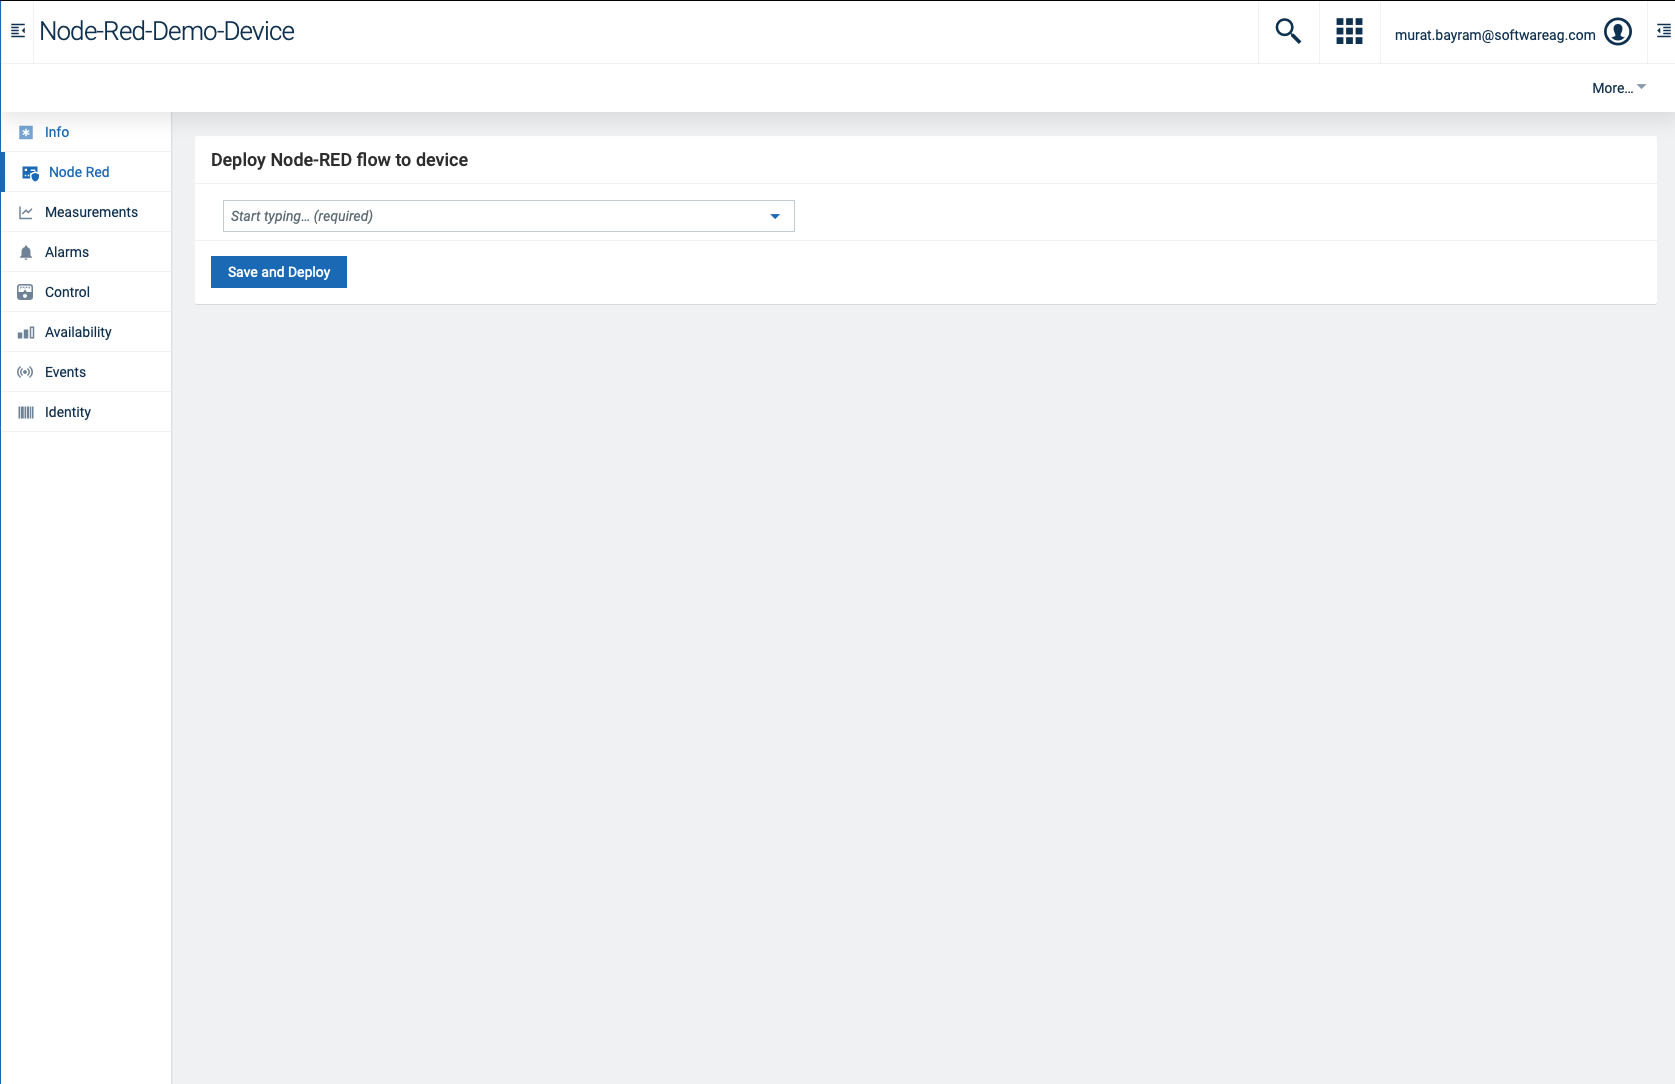 Node-Red-Demo-Device
murat.bayram@softwareag.com
More...
Info
Node Red
Measurements
Alarms
Control
Availability
Events
Identity
Deploy Node-RED flow to device
Start typing... (required)
Save and Deploy